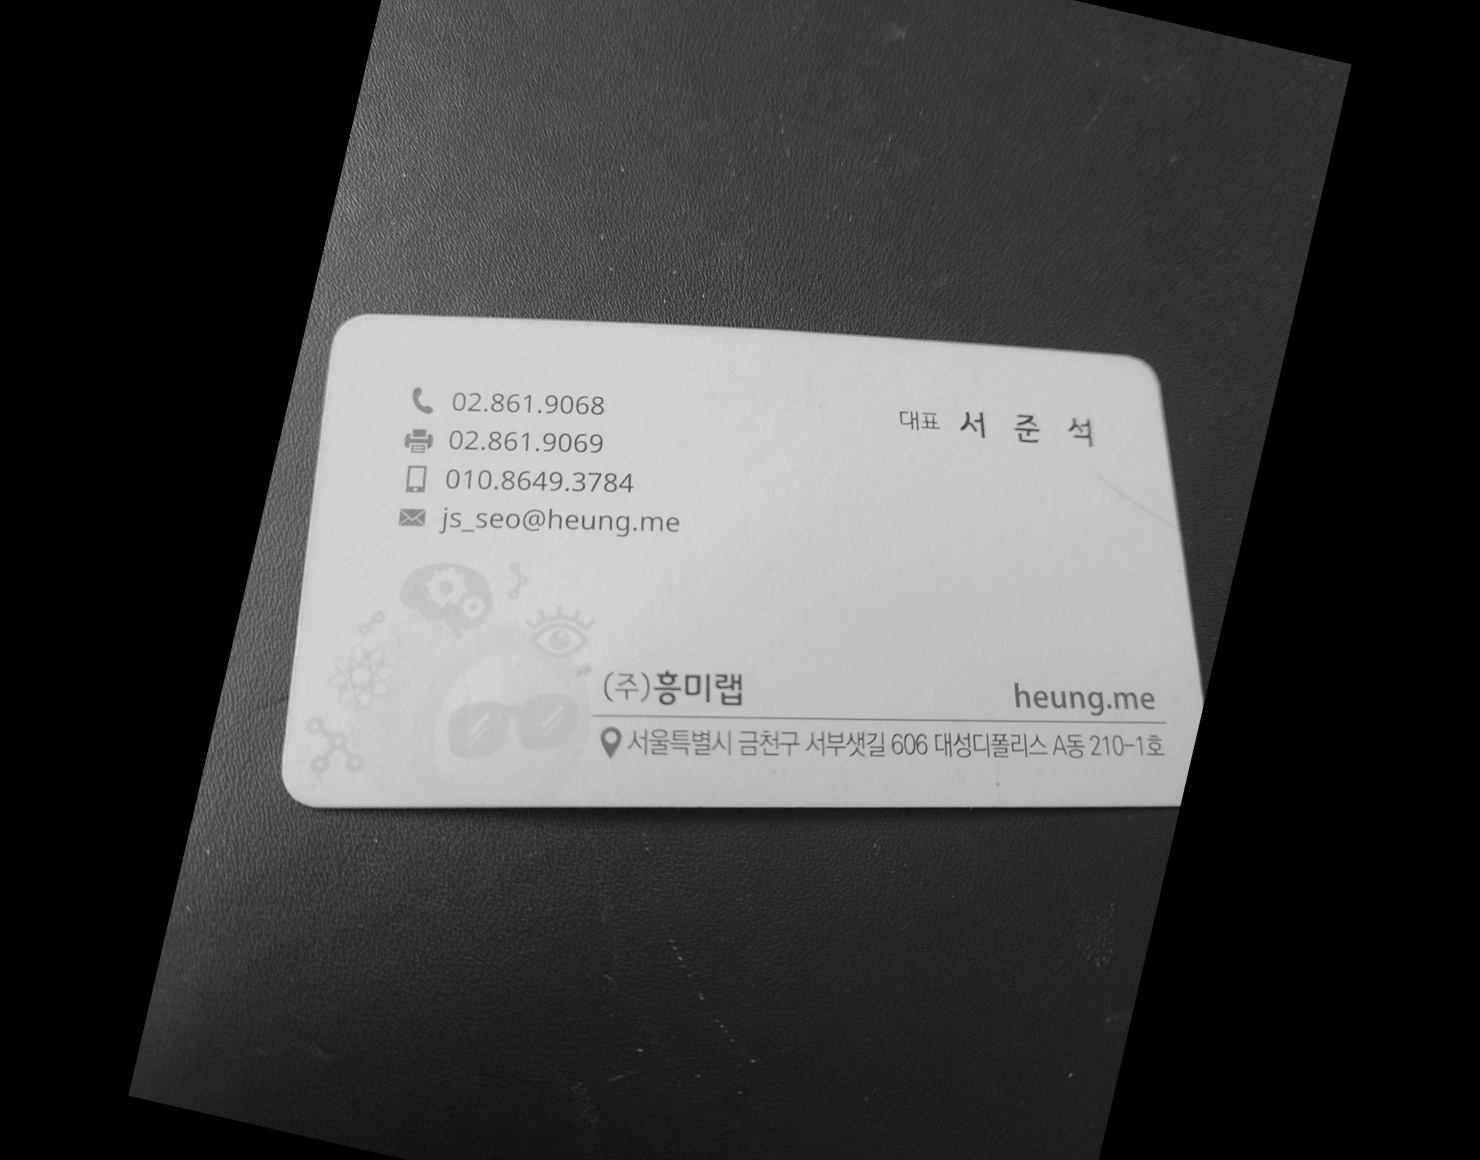 02.861.9068
02.861.9069
010.8649.3784
js_seo@heung.me
대표 서 준 석
(주)흥미랩
heung.me
서울특별시 금천구 서부샛길 606 대성디폴리스 A동 210-1호